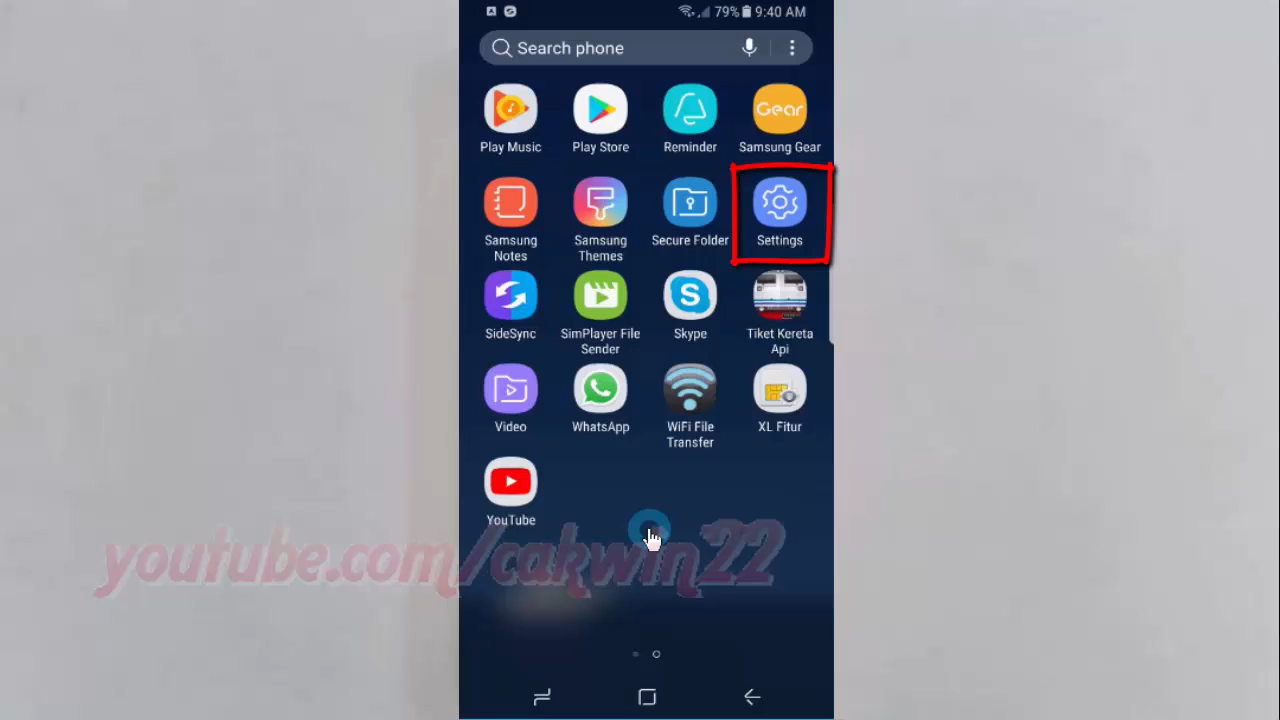 79% 9:40 AM
Search phone
Play Music
Play Store
Reminder
Gear
Samsung Gear
Samsung
Notes
Samsung
Themes
Secure Folder
Settings
SideSync
SimPlayer File
Sender
S
Skype
Tiket Kereta
Api
Video
WhatsApp
WiFi File
Transfer
XL Fitur
YouTube
youtube.com/cakwin22